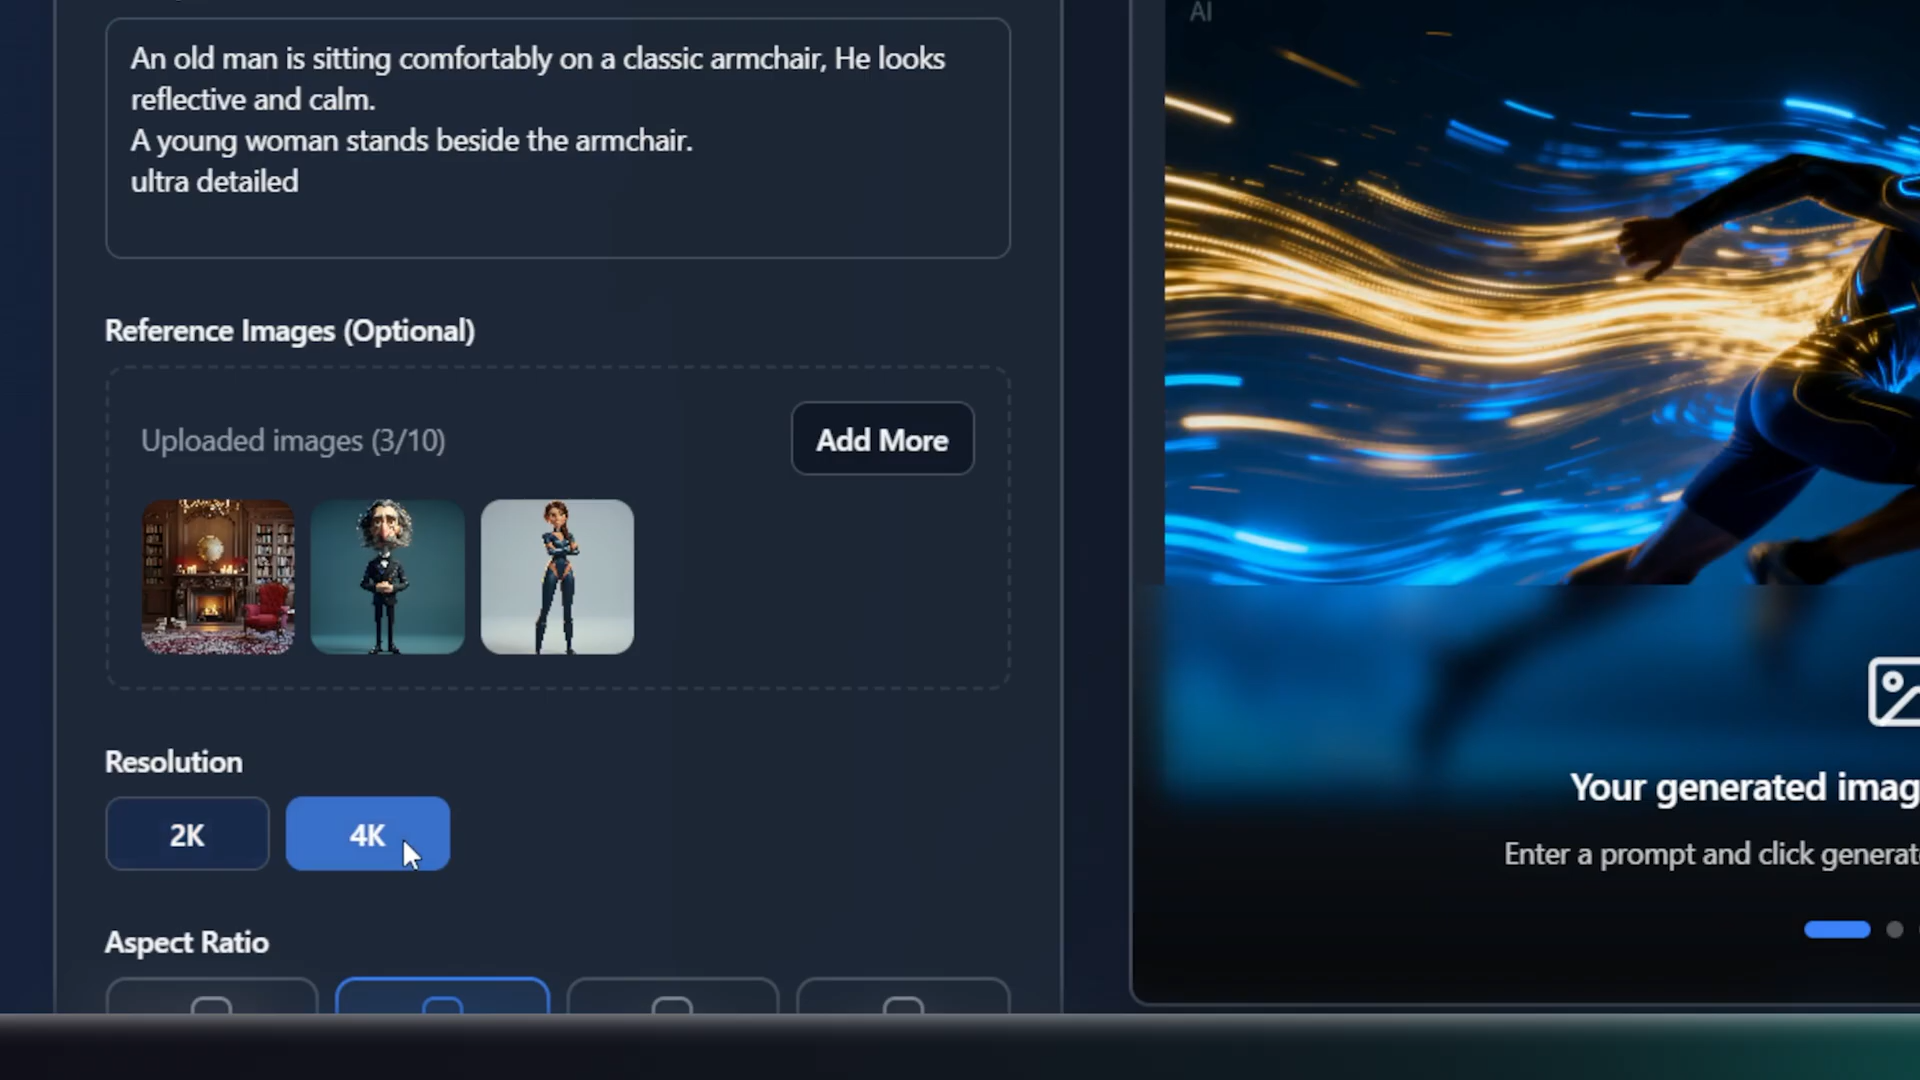 An old man is sitting comfortably on a classic armchair, He looks
reflective and calm.
A young woman stands beside the armchair.
ultra detailed
Reference Images (Optional)
Uploaded images (3/10)
Add More
Resolution
2K
4K
Aspect Ratio
AI
Your generated imag
Enter a prompt and click generat